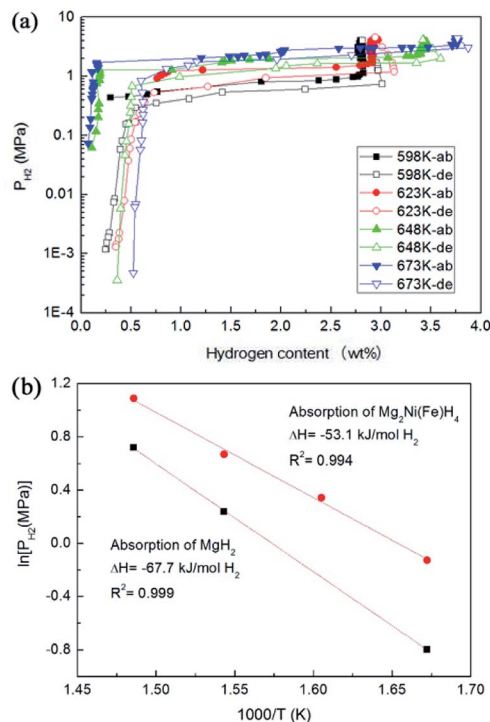 (a)
10
1
0.1
0.01
1E-3
1E-4
P_H2 (MPa)
598K-ab
598K-de
623K-ab
623K-de
648K-ab
648K-de
673K-ab
673K-de
0.0 0.5 1.0 1.5 2.0 2.5 3.0 3.5 4.0
Hydrogen content (wt%)
(b)
1.2
0.8
0.4
0.0
-0.4
-0.8
ln[P_H2(MPa)]
Absorption of Mg2Ni(Fe)H4
ΔH= -53.1 kJ/mol H2
R2= 0.994
Absorption of MgH2
ΔH= -67.7 kJ/mol H2
R2= 0.999
1.45 1.50 1.55 1.60 1.65 1.70
1000/T (K)